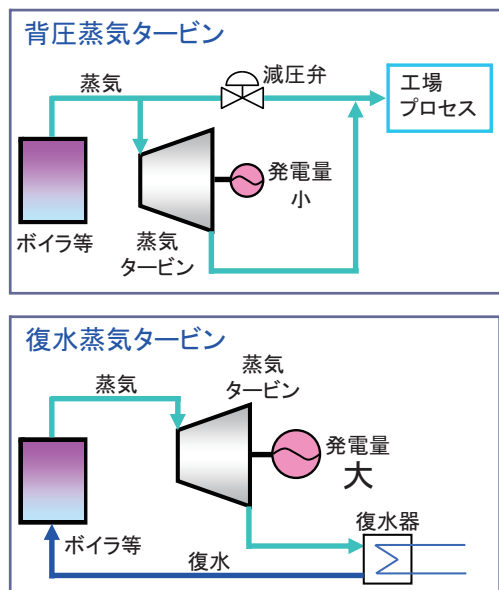 背圧蒸気タービン
蒸気
減圧弁
工場
プロセス
発電量
小
ボイラ等
蒸気
タービン
復水蒸気タービン
蒸気
蒸気
タービン
発電量
大
復水器
ボイラ等
復水